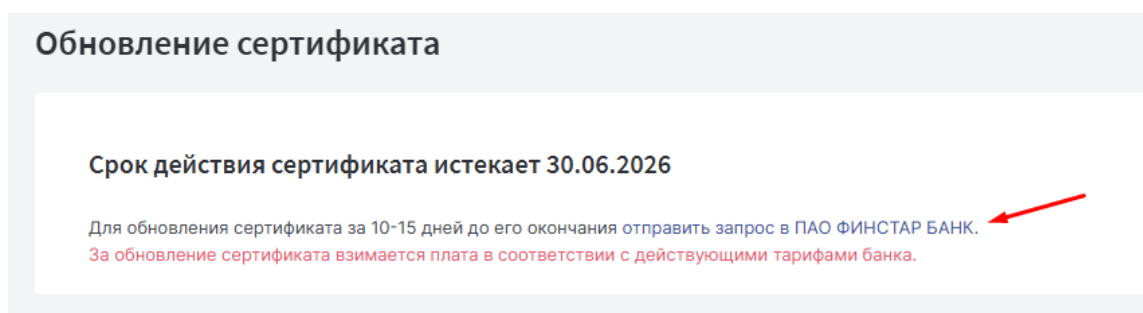 Обновление сертификата
Срок действия сертификата истекает 30.06.2026
Для обновления сертификата за 10-15 дней до его окончания отправить запрос в ПАО ФИНСТАР БАНК.
За обновление сертификата взимается плата в соответствии с действующими тарифами банка.